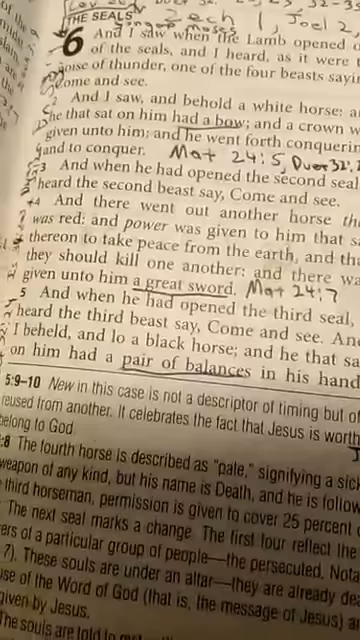 THE SEALS Zech 1, Joel 2,
6 And I saw when the Lamb opened
of the seals, and I heard, as it were
noise of thunder, one of the four beasts sayi
Come and see.
2 And I saw, and behold a white horse: a
he that sat on him had a bow; and a crown w
given unto him: and he went forth conquerin
and to conquer. Mat 24:5, Duet 32:
3 And when he had opened the second seal
heard the second beast say, Come and see.
4 And there went out another horse th
was red: and power was given to him that sa
thereon to take peace from the earth, and tha
they should kill one another: and there wa
given unto him a great sword. Mat 24:7
5 And when he had opened the third seal,
heard the third beast say, Come and see. An
I beheld, and lo a black horse; and he that sa
on him had a pair of balances in his hand
5:9–10 New in this case is not a descriptor of timing but of
reused from another. It celebrates the fact that Jesus is worth
belong to God.
:8 The fourth horse is described as "pale," signifying a sick
weapon of any kind, but his name is Death, and he is follow
third horseman, permission is given to cover 25 percent
The next seal marks a change. The first four reflect the
ers of a particular group of people—the persecuted. Nota
7). These souls are under an altar—they are already dea
use of the Word of God (that is, the message of Jesus) a
given by Jesus.
The souls are told to